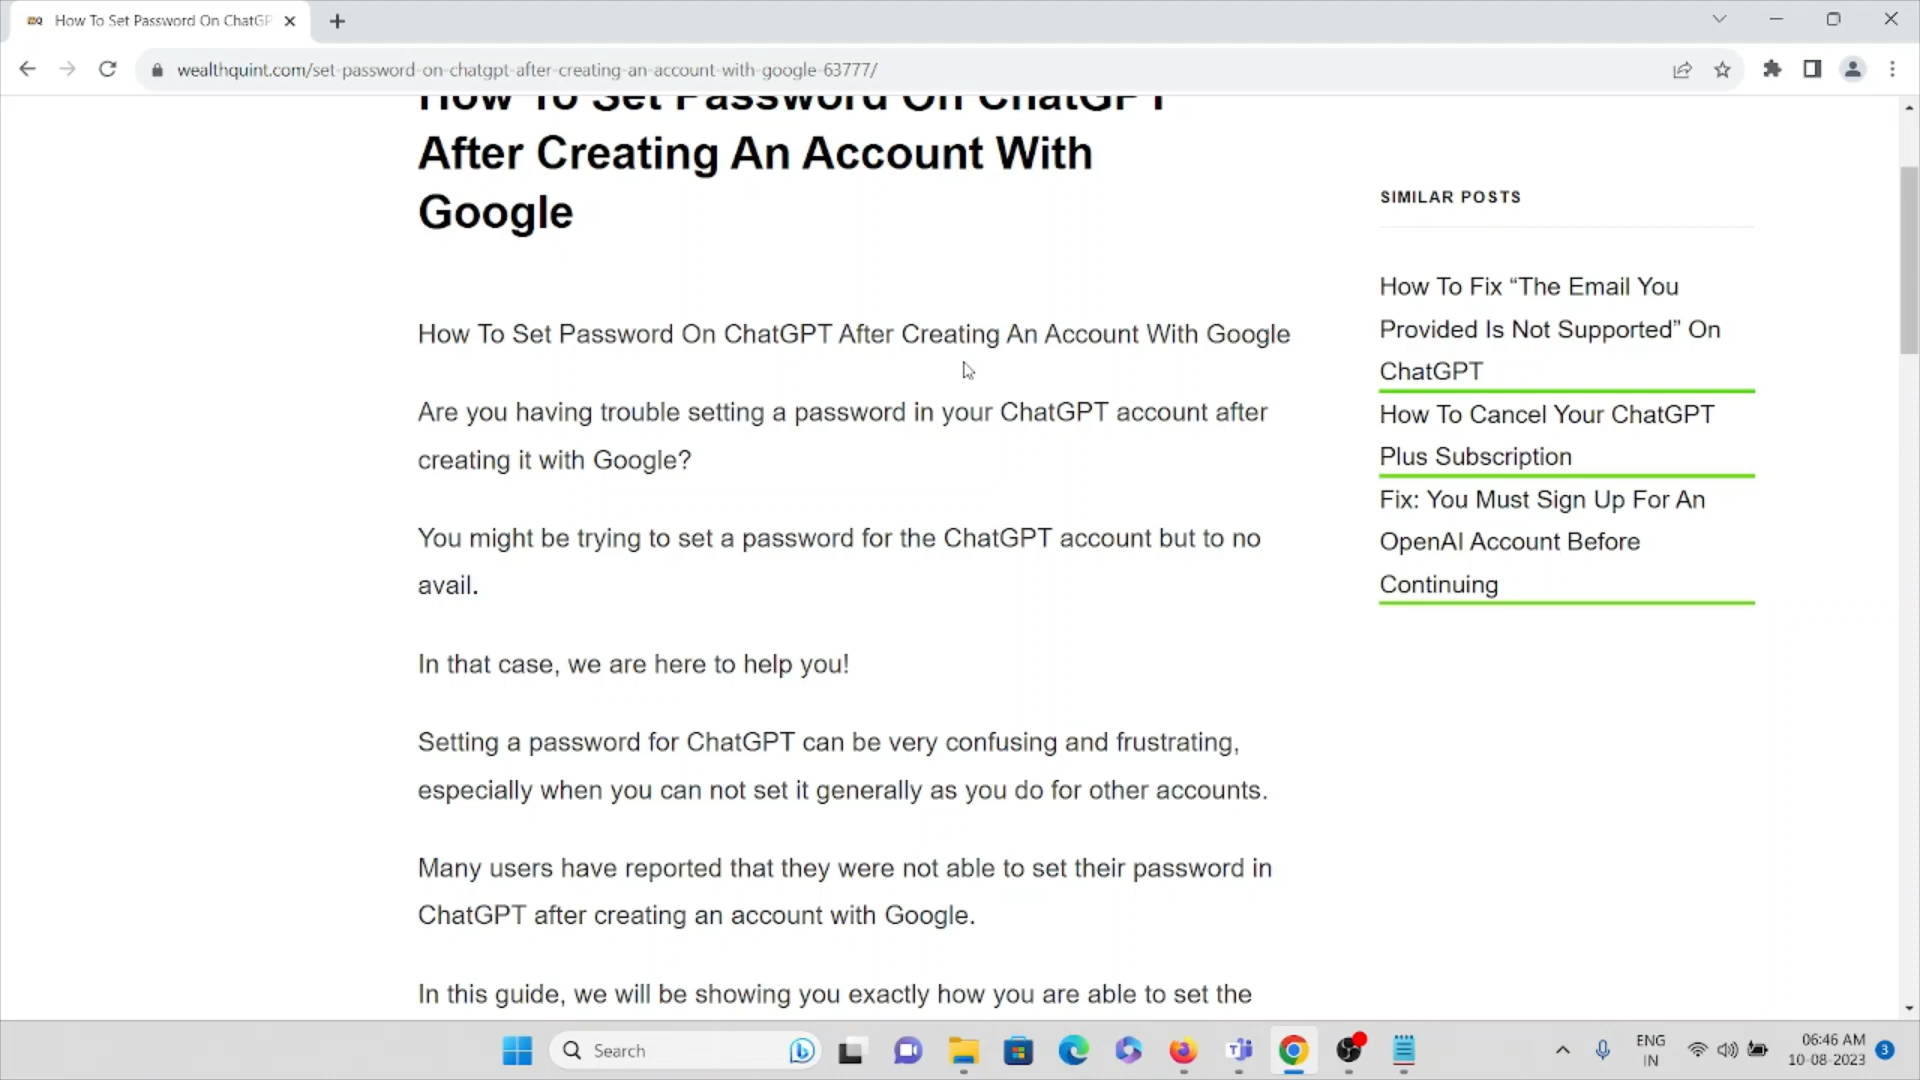 How To Set Password On ChatGP
wealthquint.com/set-password-on-chatgpt-after-creating-an-account-with-google-63777/
How To Set Password On ChatGPT
After Creating An Account With
Google
How To Set Password On ChatGPT After Creating An Account With Google
Are you having trouble setting a password in your ChatGPT account after
creating it with Google?
You might be trying to set a password for the ChatGPT account but to no
avail.
In that case, we are here to help you!
Setting a password for ChatGPT can be very confusing and frustrating,
especially when you can not set it generally as you do for other accounts.
Many users have reported that they were not able to set their password in
ChatGPT after creating an account with Google.
In this guide, we will be showing you exactly how you are able to set the
SIMILAR POSTS
How To Fix “The Email You
Provided Is Not Supported” On
ChatGPT
How To Cancel Your ChatGPT
Plus Subscription
Fix: You Must Sign Up For An
OpenAI Account Before
Continuing
Search
ENG
IN
06:46 AM
10-08-2023
3